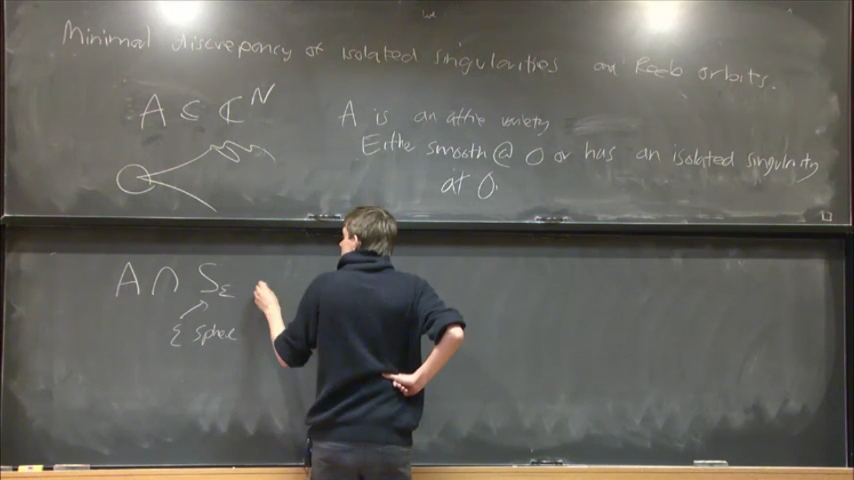 Minimal discrepancy of isolated singularities and Reeb orbits.
A ⊂ ℂ^N
A is an affine variety
Either smooth @ 0 or has an isolated singularity
at 0.
A ∩ S_ε
ε sphere